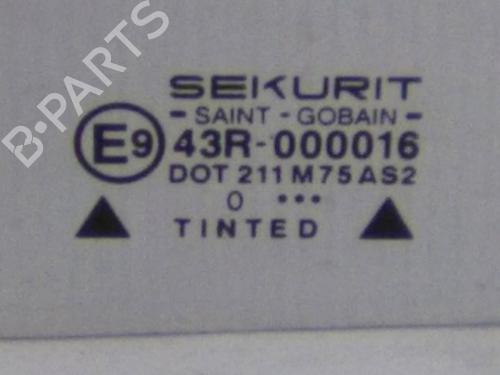 SEKURIT
- SAINT - GOBAIN -
E9 43R-000016
DOT 211 M75 AS2
0 •••
TINTED
B-PARTS